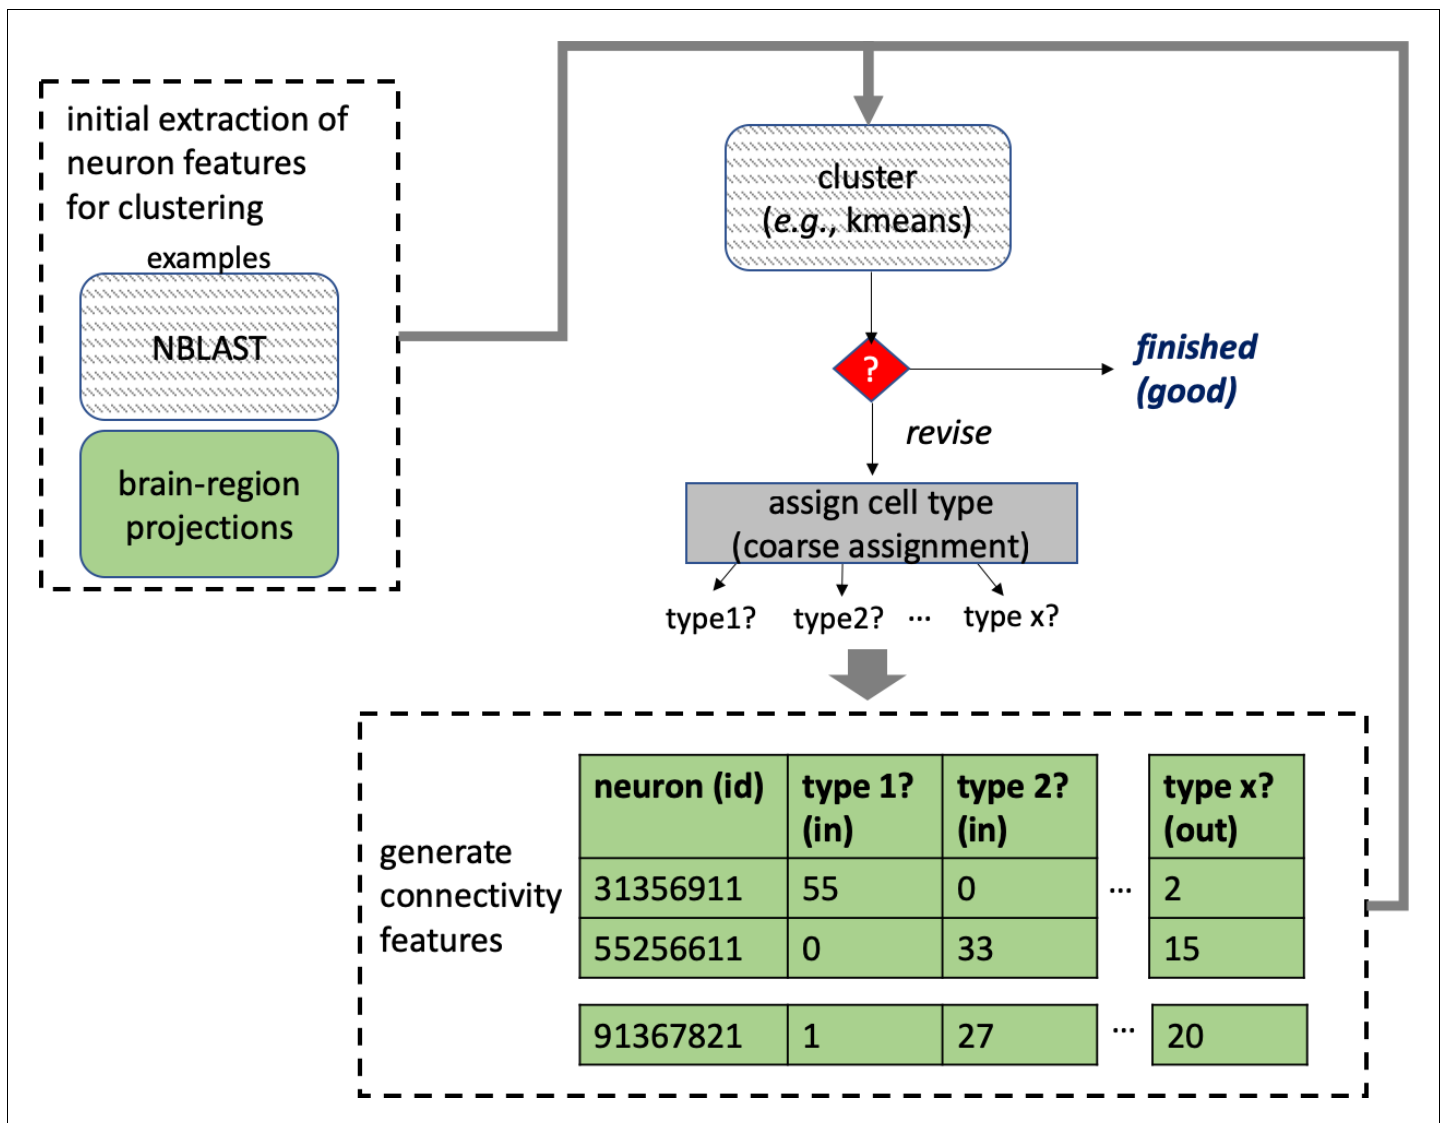 initial extraction of
neuron features
for clustering
examples
NBLAST
brain-region
projections
cluster
(e.g., kmeans)
?
finished
(good)
revise
assign cell type
(coarse assignment)
type1? type2? ... type x?
generate
connectivity
features
neuron (id) type 1? (in) type 2? (in) type x? (out)
31356911 55 0 ... 2
55256611 0 33 15
91367821 1 27 ... 20